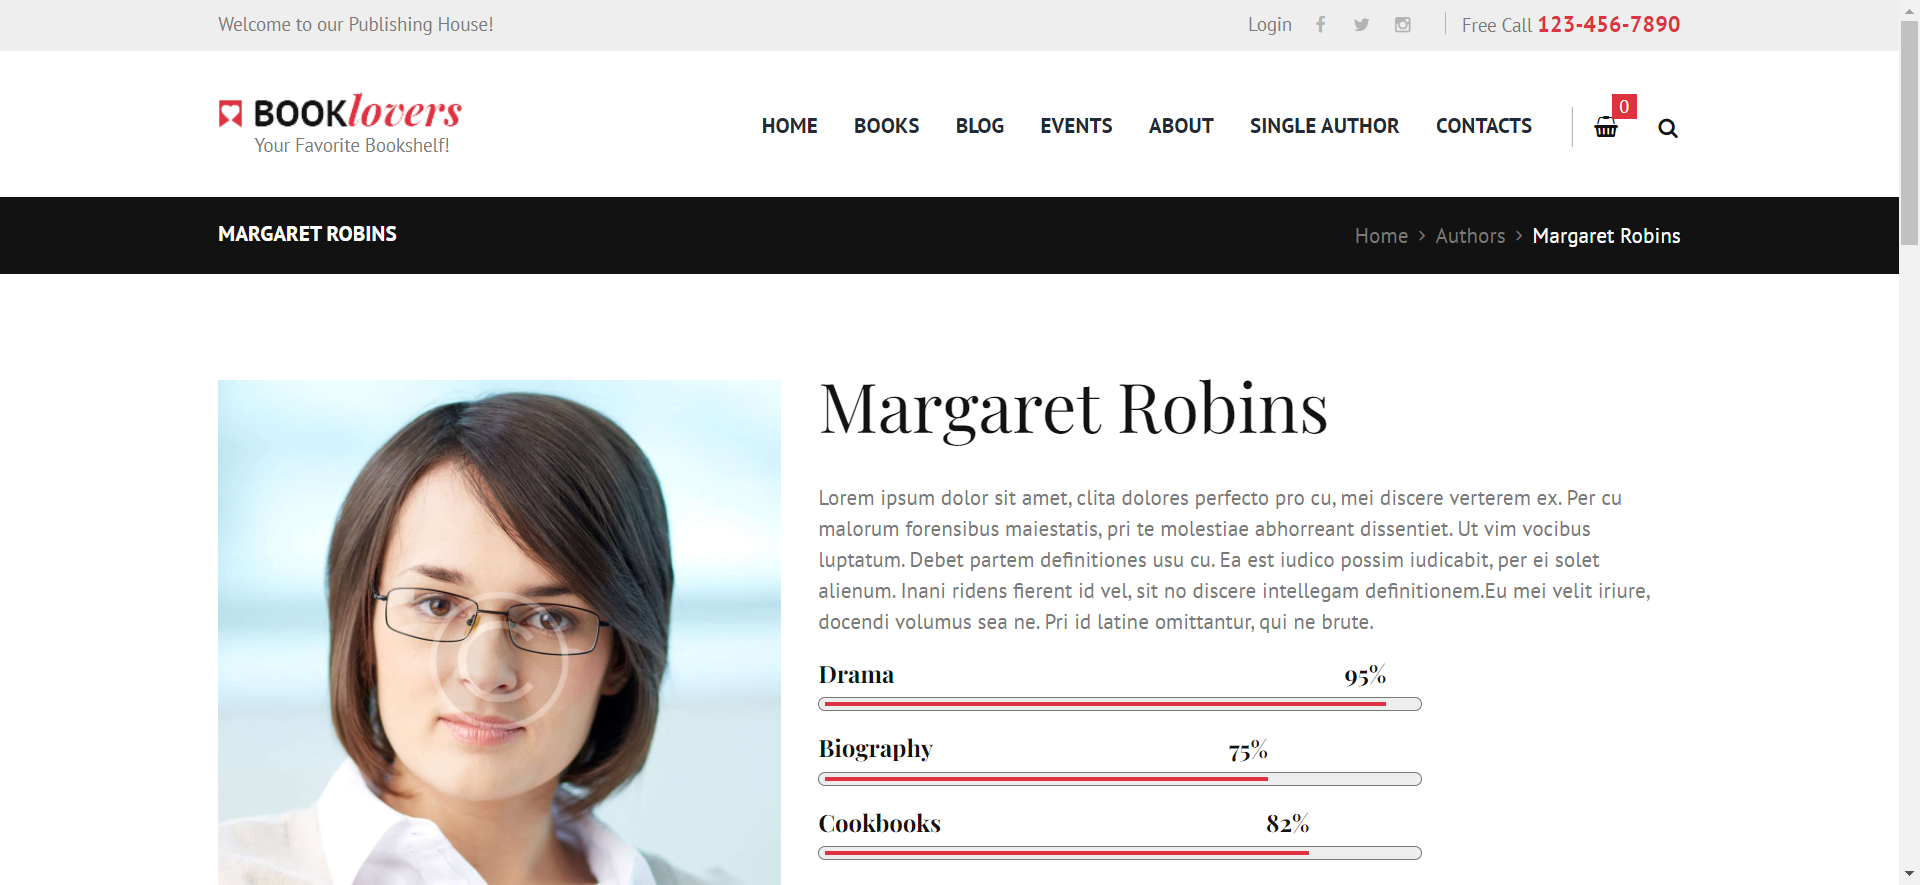 Welcome to our Publishing House!
Login
Free Call 123-456-7890
BOOKlovers
Your Favorite Bookshelf!
HOME BOOKS BLOG EVENTS ABOUT SINGLE AUTHOR CONTACTS
0
MARGARET ROBINS
Home > Authors > Margaret Robins
Margaret Robins
Lorem ipsum dolor sit amet, clita dolores perfecto pro cu, mei discere verterem ex. Per cu
malorum forensibus maiestatis, pri te molestiae abhorreant dissentiet. Ut vim vocibus
luptatum. Debet partem definitiones usu cu. Ea est iudico possim iudicabit, per ei solet
alienum. Inani ridens fierent id vel, sit no discere intellegam definitionem.Eu mei velit iriure,
docendi volumus sea ne. Pri id latine omittantur, qui ne brute.
Drama 95%
Biography 75%
Cookbooks 82%